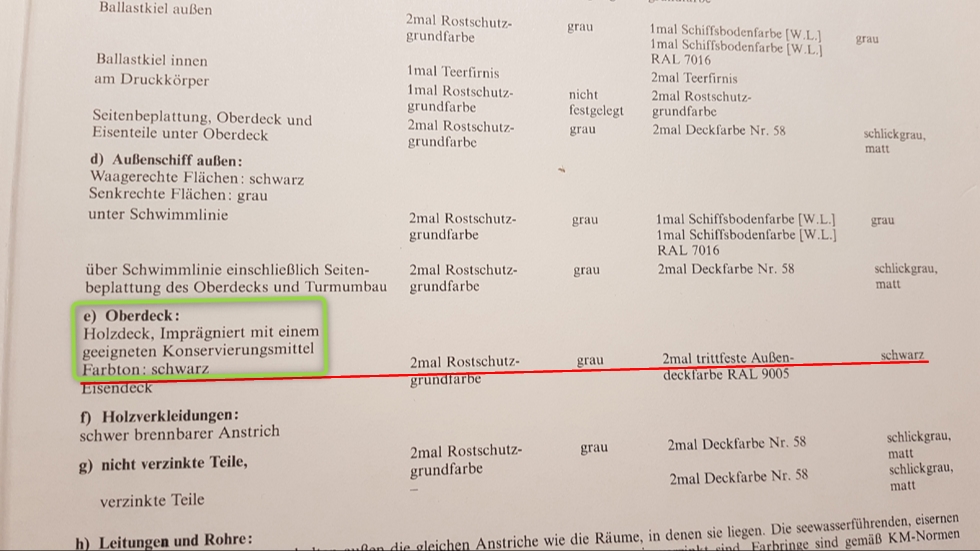 Ballastkiel außen
2mal Rostschutz- grau 1mal Schiffsbodenfarbe [W.L.] grau
grundfarbe 1mal Schiffsbodenfarbe [W.L.]
RAL 7016
Ballastkiel innen 1mal Teerfirnis 2mal Teerfirnis
am Druckkörper 1mal Rostschutz- nicht 2mal Rostschutz-
grundfarbe festgelegt grundfarbe
Seitenbeplattung, Oberdeck und 2mal Rostschutz- grau 2mal Deckfarbe Nr. 58 schlickgrau,
Eisenteile unter Oberdeck grundfarbe matt
d) Außenschiff außen:
Waagerechte Flächen: schwarz
Senkrechte Flächen: grau
unter Schwimmlinie 2mal Rostschutz- grau 1mal Schiffsbodenfarbe [W.L.] grau
grundfarbe 1mal Schiffsbodenfarbe [W.L.]
RAL 7016
über Schwimmlinie einschließlich Seiten- 2mal Rostschutz- grau 2mal Deckfarbe Nr. 58 schlickgrau,
beplattung des Oberdecks und Turmumbau grundfarbe matt
e) Oberdeck:
Holzdeck, Imprägniert mit einem
geeigneten Konservierungsmittel
Farbton: schwarz 2mal Rostschutz- grau 2mal trittfeste Außen- schwarz
Eisendeck grundfarbe deckfarbe RAL 9005
f) Holzverkleidungen:
schwer brennbarer Anstrich
g) nicht verzinkte Teile, 2mal Rostschutz- grau 2mal Deckfarbe Nr. 58 schlickgrau,
grundfarbe matt
verzinkte Teile – 2mal Deckfarbe Nr. 58 schlickgrau,
matt
h) Leitungen und Rohre:
außen die gleichen Anstriche wie die Räume, in denen sie liegen. Die seewasserführenden, eisernen
sind. Farbringe sind gemäß KM-Normen